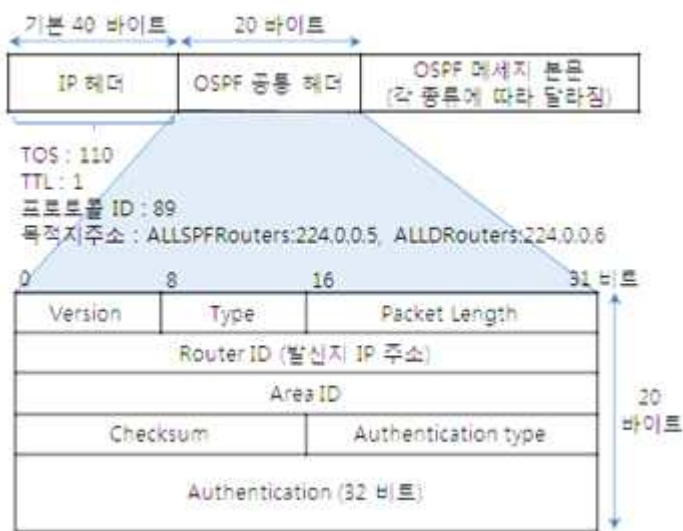 기본 40 바이트
20 바이트
IP 헤더
OSPF 공통 헤더
OSPF 메세지 본문
(각 종류에 따라 달라짐)
TOS : 110
TTL : 1
프로토콜 ID : 89
목적지주소 : ALLSPFRouters:224.0.0.5, ALLDRouters:224.0.0.6
0 8 16 31 비트
Version
Type
Packet Length
Router ID (발신지 IP 주소)
Area ID
20
바이트
Checksum
Authentication type
Authentication (32 비트)